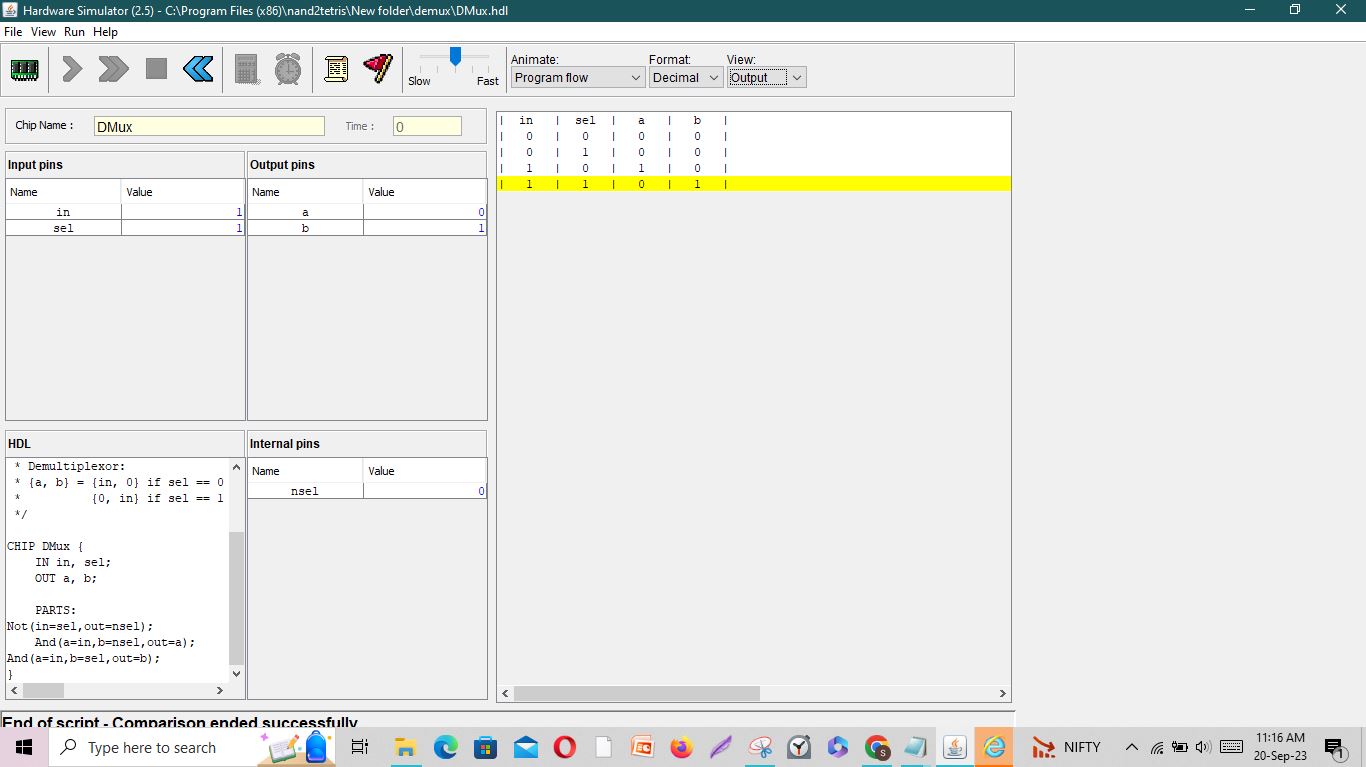 Hardware Simulator (2.5) - C:\Program Files (x86)\nand2tetris\New folder\demux\DMux.hdl
File View Run Help
Slow Fast
Animate: Format: View:
Program flow Decimal Output
Chip Name : DMux Time : 0
Input pins
Name Value
in 1
sel 1
Output pins
Name Value
a 0
b 1
HDL
* Demultiplexor:
* {a, b} = {in, 0} if sel == 0
* {0, in} if sel == 1
*/
CHIP DMux {
IN in, sel;
OUT a, b;
PARTS:
Not(in=sel,out=nsel);
And(a=in,b=nsel,out=a);
And(a=in,b=sel,out=b);
}
Internal pins
Name Value
nsel 0
| in | sel | a | b |
| 0 | 0 | 0 | 0 |
| 0 | 1 | 0 | 0 |
| 1 | 0 | 1 | 0 |
| 1 | 1 | 0 | 1 |
End of script - Comparison ended successfully
Type here to search
NIFTY
11:16 AM
20-Sep-23
1